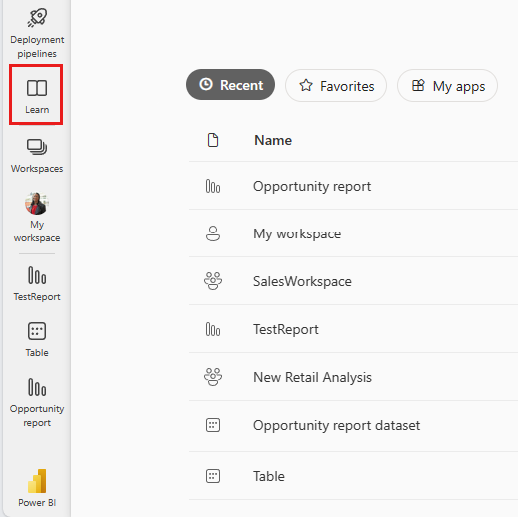 Deployment
pipelines
Learn
Workspaces
My
workspace
TestReport
Table
Opportunity
report
Power BI
Recent
Favorites
My apps
Name
Opportunity report
My workspace
SalesWorkspace
TestReport
New Retail Analysis
Opportunity report dataset
Table